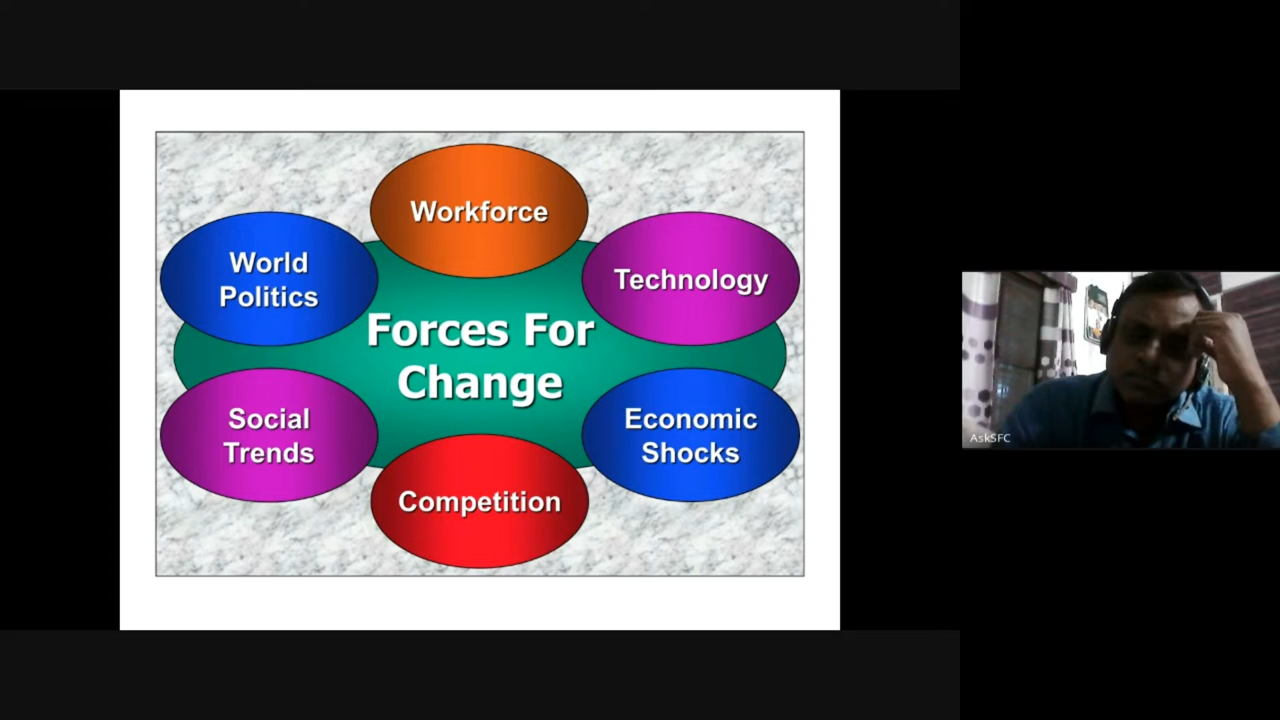 Workforce
World
Politics
Technology
Forces For
Change
Social
Trends
Economic
Shocks
Competition
AskSFC